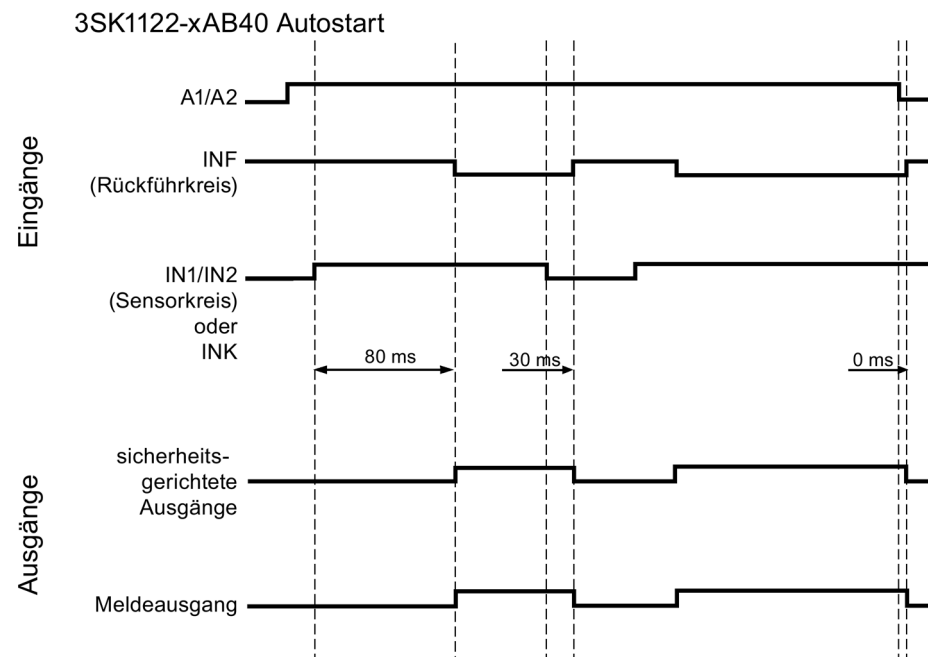 3SK1122-xAB40 Autostart
Eingänge
A1/A2
INF
(Rückführkreis)
IN1/IN2
(Sensorkreis)
oder
INK
80 ms
30 ms
0 ms
Ausgänge
sicherheits-
gerichtete
Ausgänge
Meldeausgang